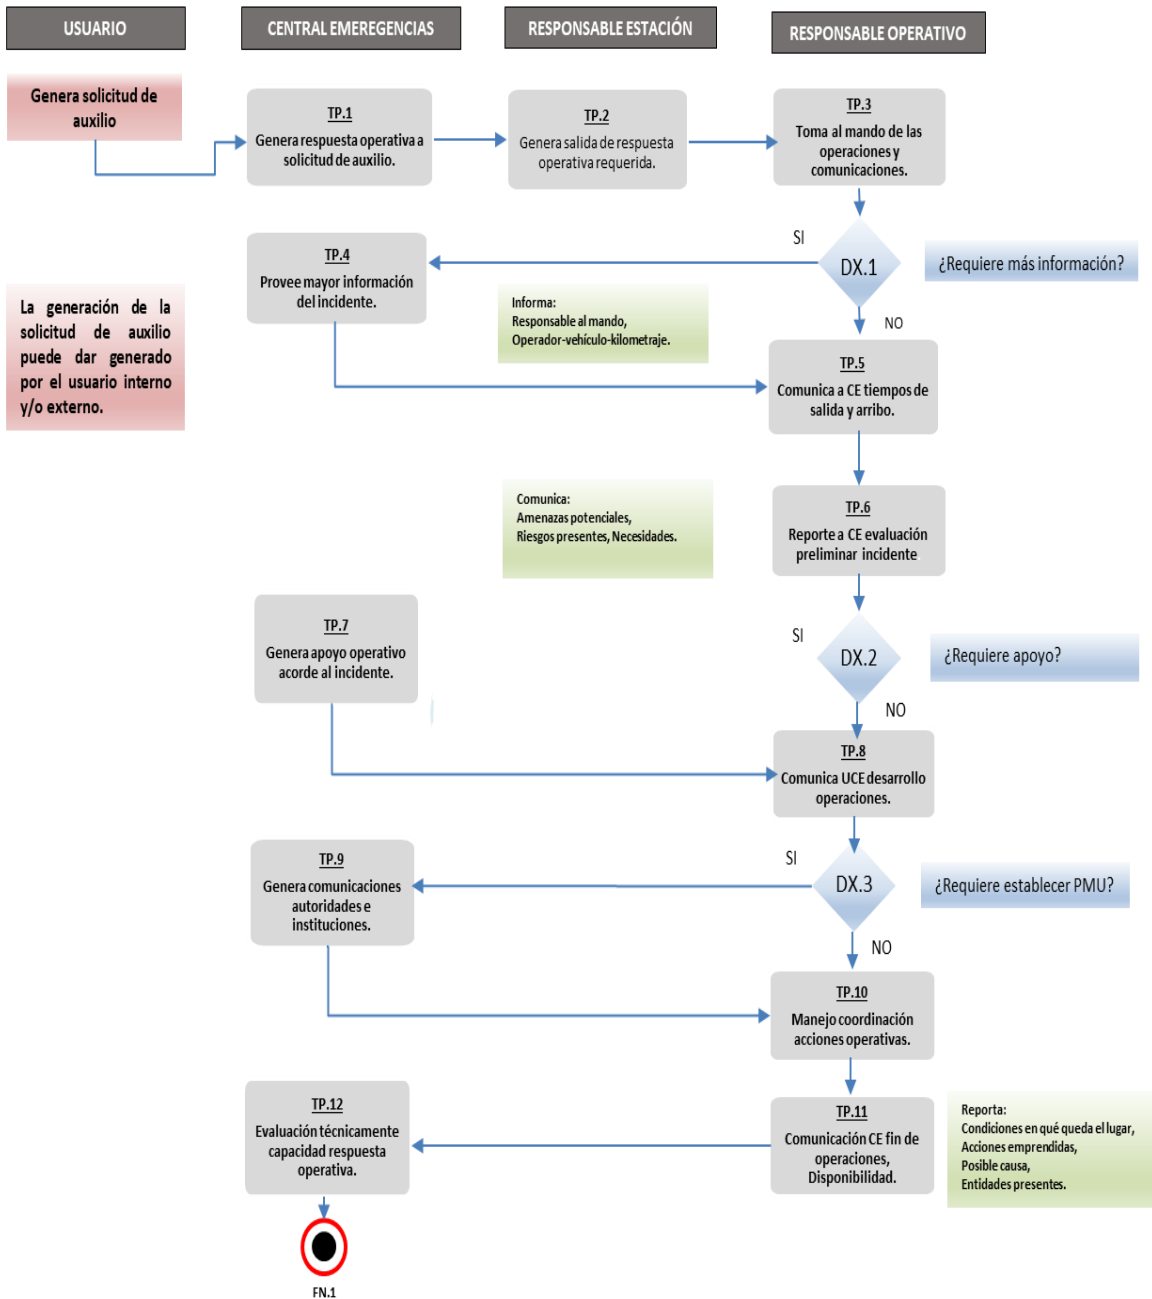 USUARIO
CENTRAL EMEREGENCIAS
RESPONSABLE ESTACIÓN
RESPONSABLE OPERATIVO
Genera solicitud de
auxilio
TP.1
Genera respuesta operativa a
solicitud de auxilio.
TP.2
Genera salida de respuesta
operativa requerida.
TP.3
Toma al mando de las
operaciones y
comunicaciones.
SI
DX.1
¿Requiere más información?
NO
TP.4
Provee mayor información
del incidente.
La generación de la
solicitud de auxilio
puede dar generado
por el usuario interno
y/o externo.
Informa:
Responsable al mando,
Operador-vehículo-kilometraje.
TP.5
Comunica a CE tiempos de
salida y arribo.
Comunica:
Amenazas potenciales,
Riesgos presentes, Necesidades.
TP.6
Reporte a CE evaluación
preliminar incidente
SI
DX.2
¿Requiere apoyo?
NO
TP.7
Genera apoyo operativo
acorde al incidente.
TP.8
Comunica UCE desarrollo
operaciones.
SI
DX.3
¿Requiere establecer PMU?
NO
TP.9
Genera comunicaciones
autoridades e
instituciones.
TP.10
Manejo coordinación
acciones operativas.
TP.11
Comunicación CE fin de
operaciones,
Disponibilidad.
Reporta:
Condiciones en qué queda el lugar,
Acciones emprendidas,
Posible causa,
Entidades presentes.
TP.12
Evaluación técnicamente
capacidad respuesta
operativa.
FN.1